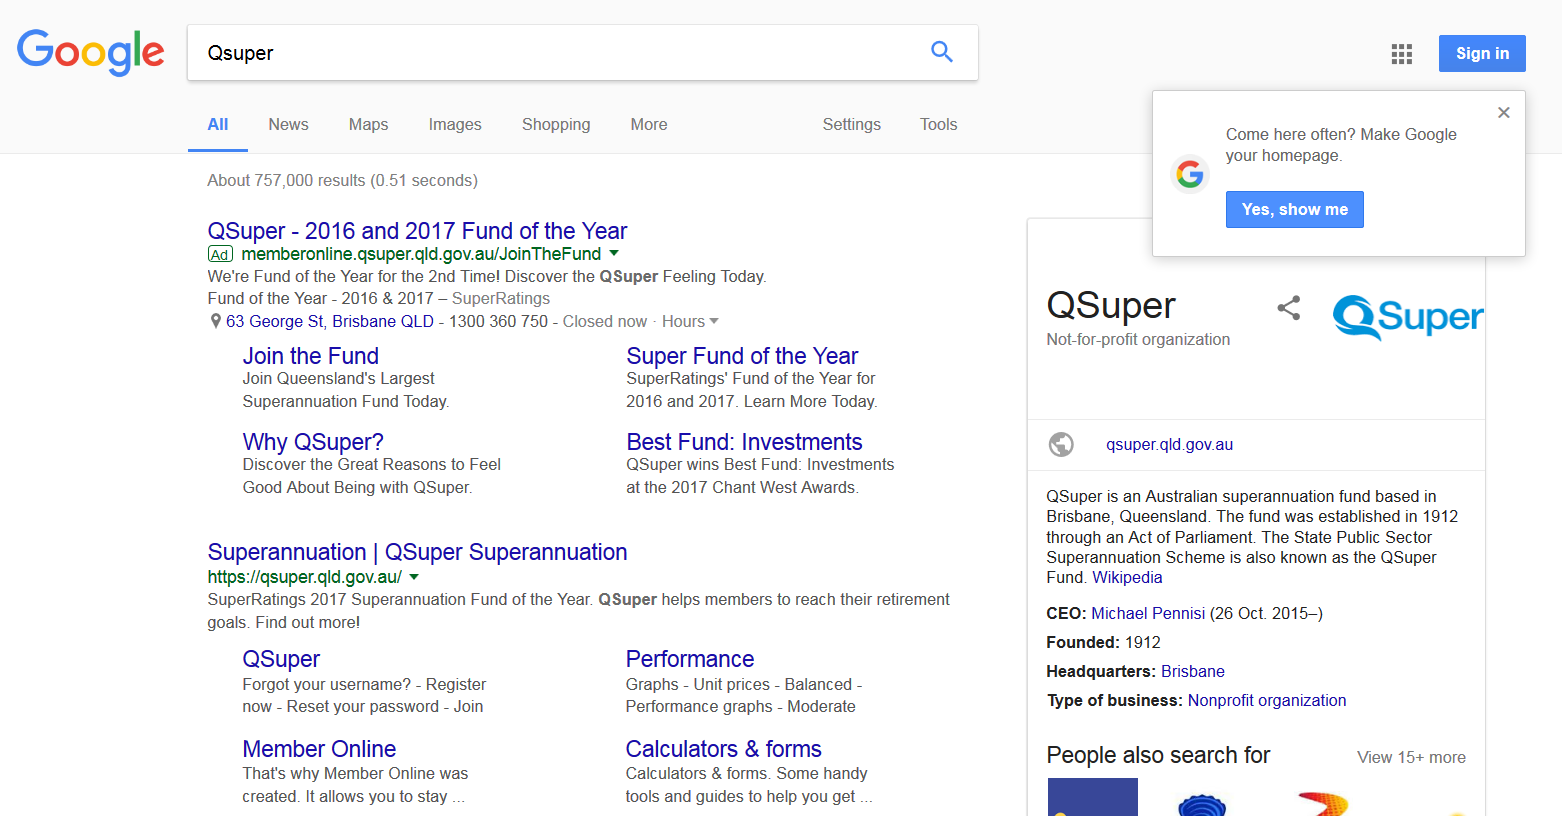 Google
Qsuper
Sign in
All News Maps Images Shopping More Settings Tools
Come here often? Make Google
your homepage.
Yes, show me
About 757,000 results (0.51 seconds)
QSuper - 2016 and 2017 Fund of the Year
Ad memberonline.qsuper.qld.gov.au/JoinTheFund
We're Fund of the Year for the 2nd Time! Discover the QSuper Feeling Today.
Fund of the Year - 2016 & 2017 – SuperRatings
63 George St, Brisbane QLD - 1300 360 750 - Closed now · Hours
Join the Fund
Join Queensland's Largest
Superannuation Fund Today.
Super Fund of the Year
SuperRatings' Fund of the Year for
2016 and 2017. Learn More Today.
Why QSuper?
Discover the Great Reasons to Feel
Good About Being with QSuper.
Best Fund: Investments
QSuper wins Best Fund: Investments
at the 2017 Chant West Awards.
Superannuation | QSuper Superannuation
https://qsuper.qld.gov.au/
SuperRatings 2017 Superannuation Fund of the Year. QSuper helps members to reach their retirement
goals. Find out more!
QSuper
Forgot your username? - Register
now - Reset your password - Join
Performance
Graphs - Unit prices - Balanced -
Performance graphs - Moderate
Member Online
That's why Member Online was
created. It allows you to stay ...
Calculators & forms
Calculators & forms. Some handy
tools and guides to help you get ...
QSuper
Not-for-profit organization
QSuper
qsuper.qld.gov.au
QSuper is an Australian superannuation fund based in
Brisbane, Queensland. The fund was established in 1912
through an Act of Parliament. The State Public Sector
Superannuation Scheme is also known as the QSuper
Fund. Wikipedia
CEO: Michael Pennisi (26 Oct. 2015–)
Founded: 1912
Headquarters: Brisbane
Type of business: Nonprofit organization
People also search for
View 15+ more